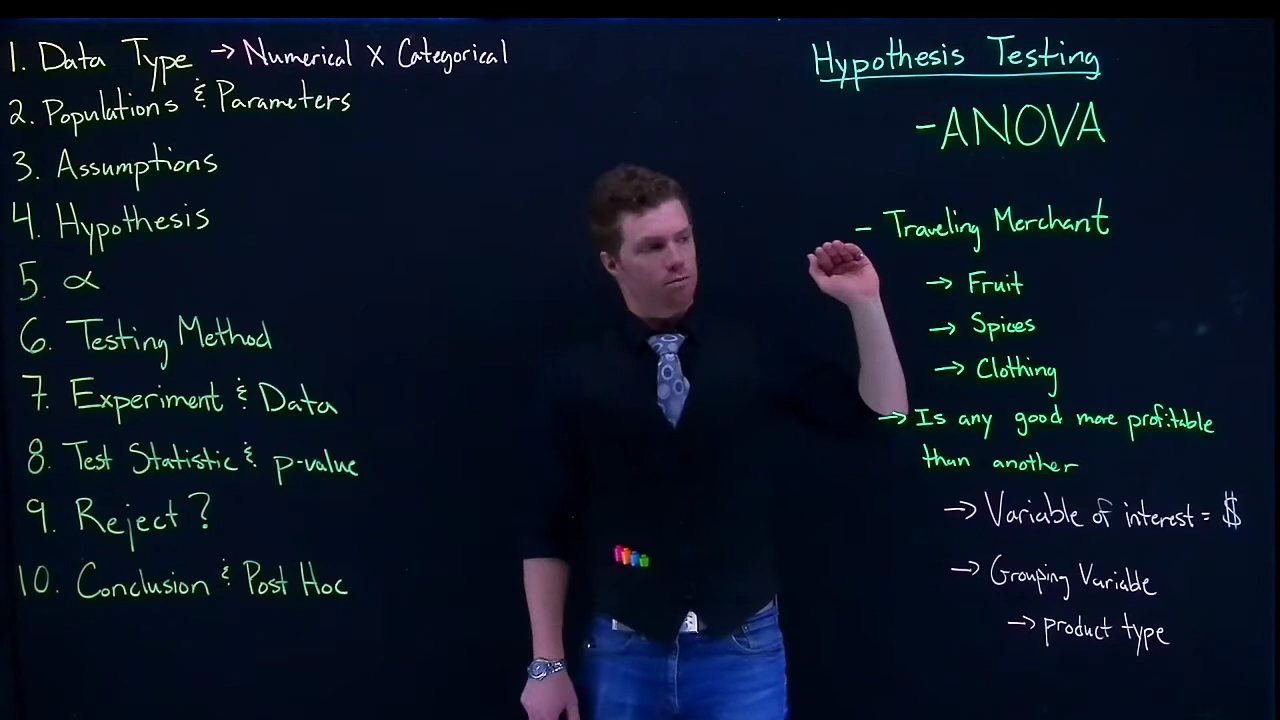 1. Data Type → Numerical X Categorical
2. Populations & Parameters
3. Assumptions
4. Hypothesis
5. α
6. Testing Method
7. Experiment & Data
8. Test Statistic & p-value
9. Reject?
10. Conclusion & Post Hoc
Hypothesis Testing
- ANOVA
- Traveling Merchant
→ Fruit
→ Spices
→ Clothing
→ Is any good more profitable
than another
→ Variable of interest = $
→ Grouping Variable
→ product type